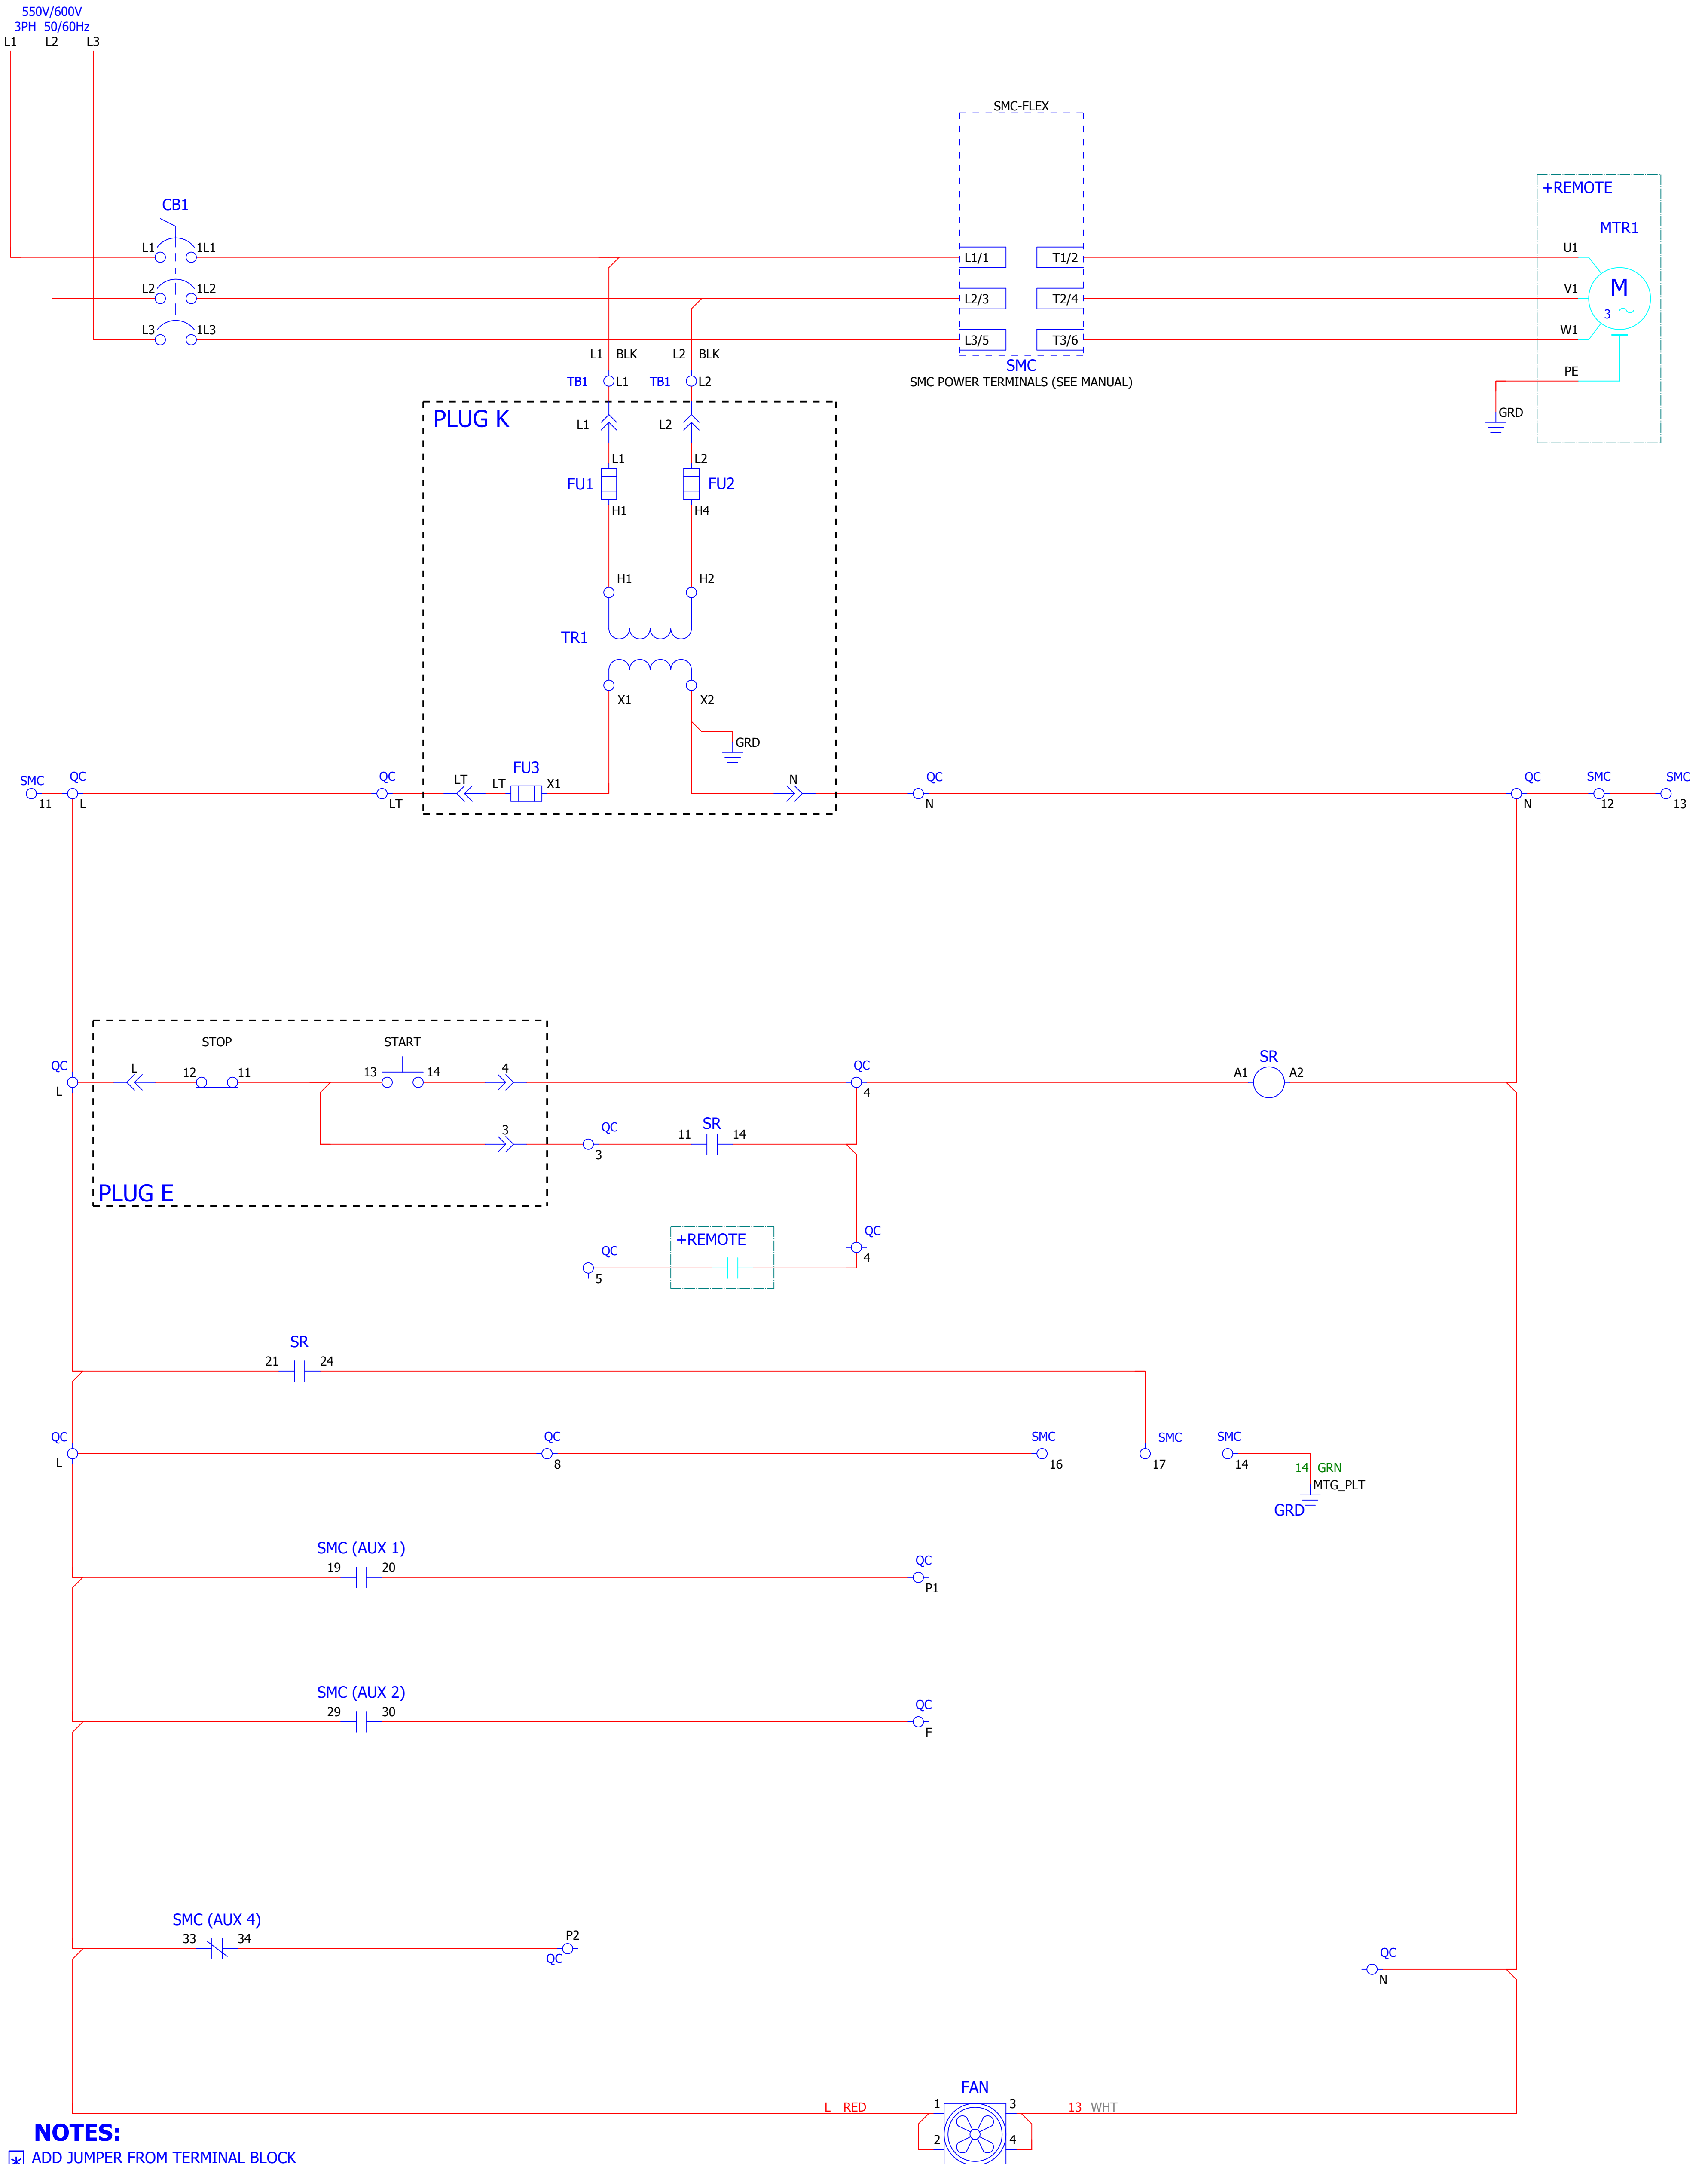 550V/600V
3PH 50/60Hz
L1 L2 L3
SMC-FLEX
+REMOTE
CB1
MTR1
L1 1L1 L1/1 T1/2 U1
L2 1L2 L2/3 T2/4 V1 M
3
L3 1L3 L3/5 T3/6 W1
SMC
SMC POWER TERMINALS (SEE MANUAL)
PE
GRD
L1 BLK L2 BLK
TB1 L1 TB1 L2
PLUG K
L1 L2
L1 L2
FU1 FU2
H1 H4
H1 H2
TR1
X1 X2
GRD
SMC QC QC LT LT FU3 X1 N QC QC SMC SMC
11 L LT N N 12 13
STOP START
QC L 12 11 13 14 4 QC SR
L 4 A1 A2
3 QC 11 SR 14
3
PLUG E
QC +REMOTE QC
5 4
SR
21 24
QC QC SMC SMC SMC
L 8 16 17 14
14 GRN
MTG_PLT
GRD
SMC (AUX 1)
19 20 QC
P1
SMC (AUX 2)
29 30 QC
F
SMC (AUX 4)
33 34 P2
QC
QC
N
FAN
L RED 1 3 13 WHT
2 4
NOTES:
* ADD JUMPER FROM TERMINAL BLOCK